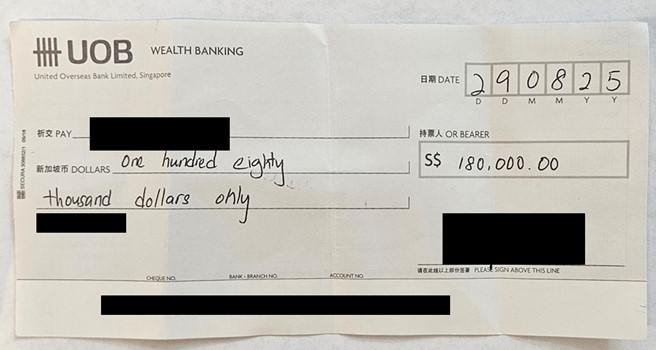 UOB WEALTH BANKING
United Overseas Bank Limited, Singapore
日期 DATE 2 9 0 8 2 5
D D M M Y Y
祈交 PAY
持票人 OR BEARER
新加坡币 DOLLARS one hundred eighty
S$ 180,000.00
thousand dollars only
请在此线以上部份签署 PLEASE SIGN ABOVE THIS LINE
CHEQUE NO. BANK - BRANCH NO. ACCOUNT NO.